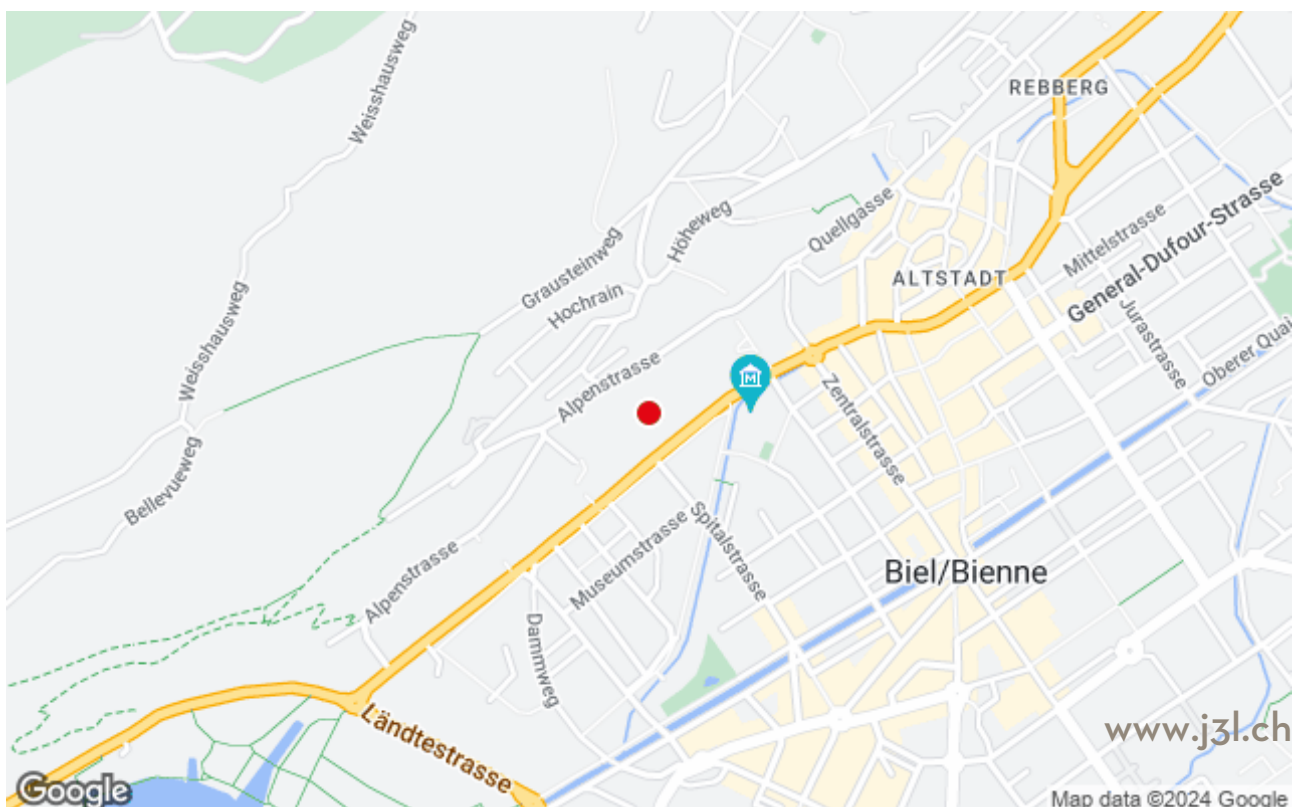 Weisshausweg
REBBERG
General-Dufour-Strasse
Mittelstrasse
Quellgasse
Höheweg
Grausteinweg
ALTSTADT
Jurastrasse
Hochrain
Weisshausweg
Oberer Quai
Alpenstrasse
M
Zentralstrasse
Bellevueweg
Spitalstrasse
Museumstrasse
Biel/Bienne
Alpenstrasse
Dammweg
Ländtestrasse
www.j3l.ch
Google
Map data ©2024 Google